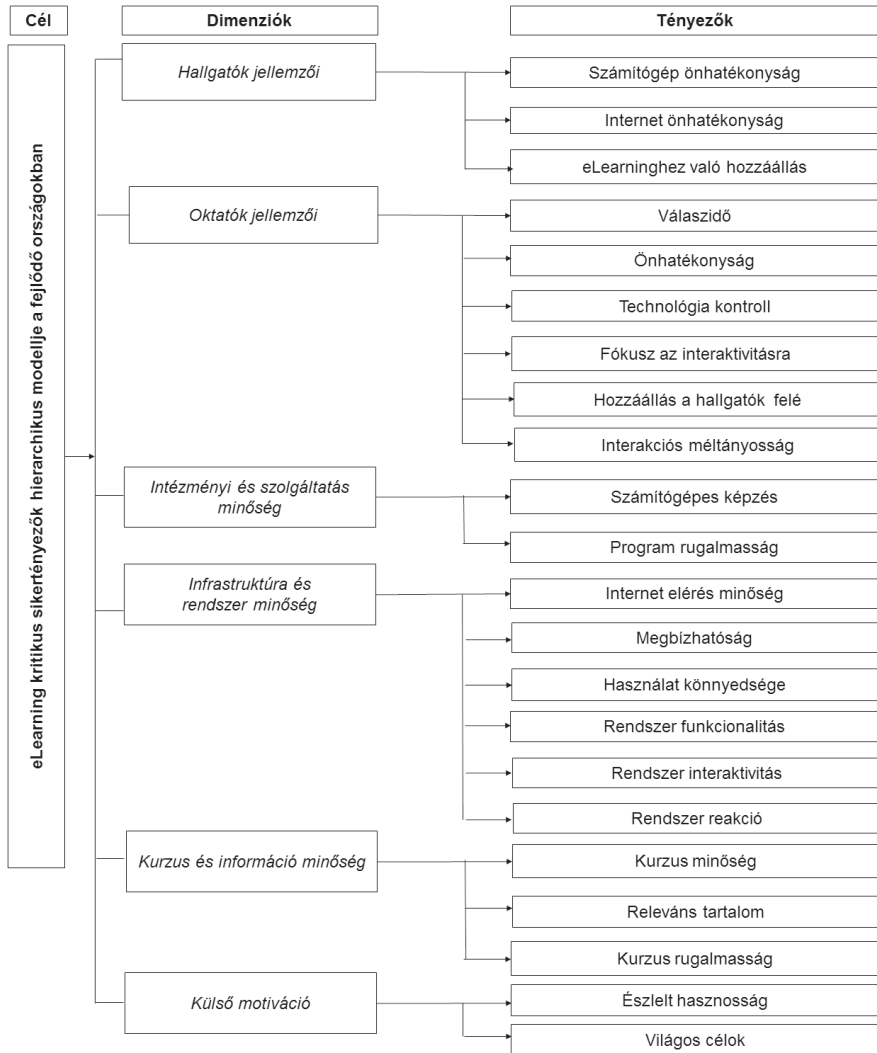 Cél
Dimenziók
Tényezők
eLearning kritikus sikertényezők hierarchikus modellje a fejlődő országokban
Hallgatók jellemzői
Számítógép önhatékonyság
Internet önhatékonyság
eLearninghez való hozzáállás
Oktatók jellemzői
Válaszidő
Önhatékonyság
Technológia kontroll
Fókusz az interaktivitásra
Hozzáállás a hallgatók felé
Interakciós méltányosság
Intézményi és szolgáltatás
minőség
Számítógépes képzés
Program rugalmasság
Infrastruktúra és
rendszer minőség
Internet elérés minőség
Megbízhatóság
Használat könnyedsége
Rendszer funkcionalitás
Rendszer interaktivitás
Rendszer reakció
Kurzus és információ minőség
Kurzus minőség
Releváns tartalom
Kurzus rugalmasság
Külső motiváció
Észlelt hasznosság
Világos célok